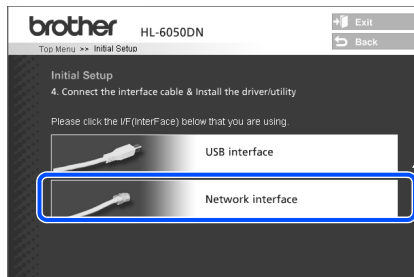 brother HL-6050DN
Exit
Back
Top Menu >> Initial Setup
Initial Setup
4. Connect the interface cable & Install the driver/utility
Please click the I/F(InterFace) below that you are using.
USB interface
Network interface